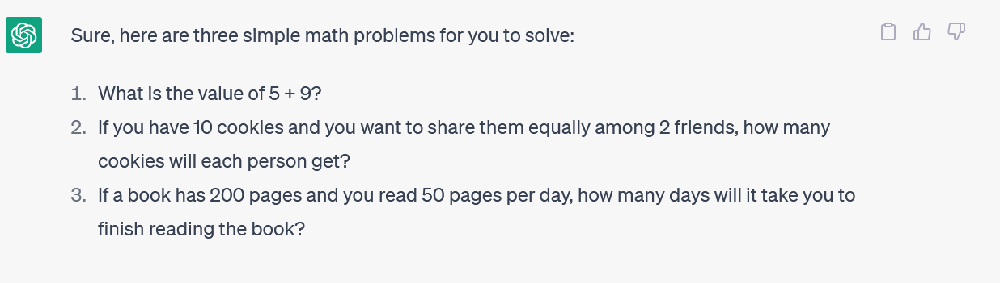 Sure, here are three simple math problems for you to solve:
1. What is the value of 5 + 9?
2. If you have 10 cookies and you want to share them equally among 2 friends, how many
cookies will each person get?
3. If a book has 200 pages and you read 50 pages per day, how many days will it take you to
finish reading the book?